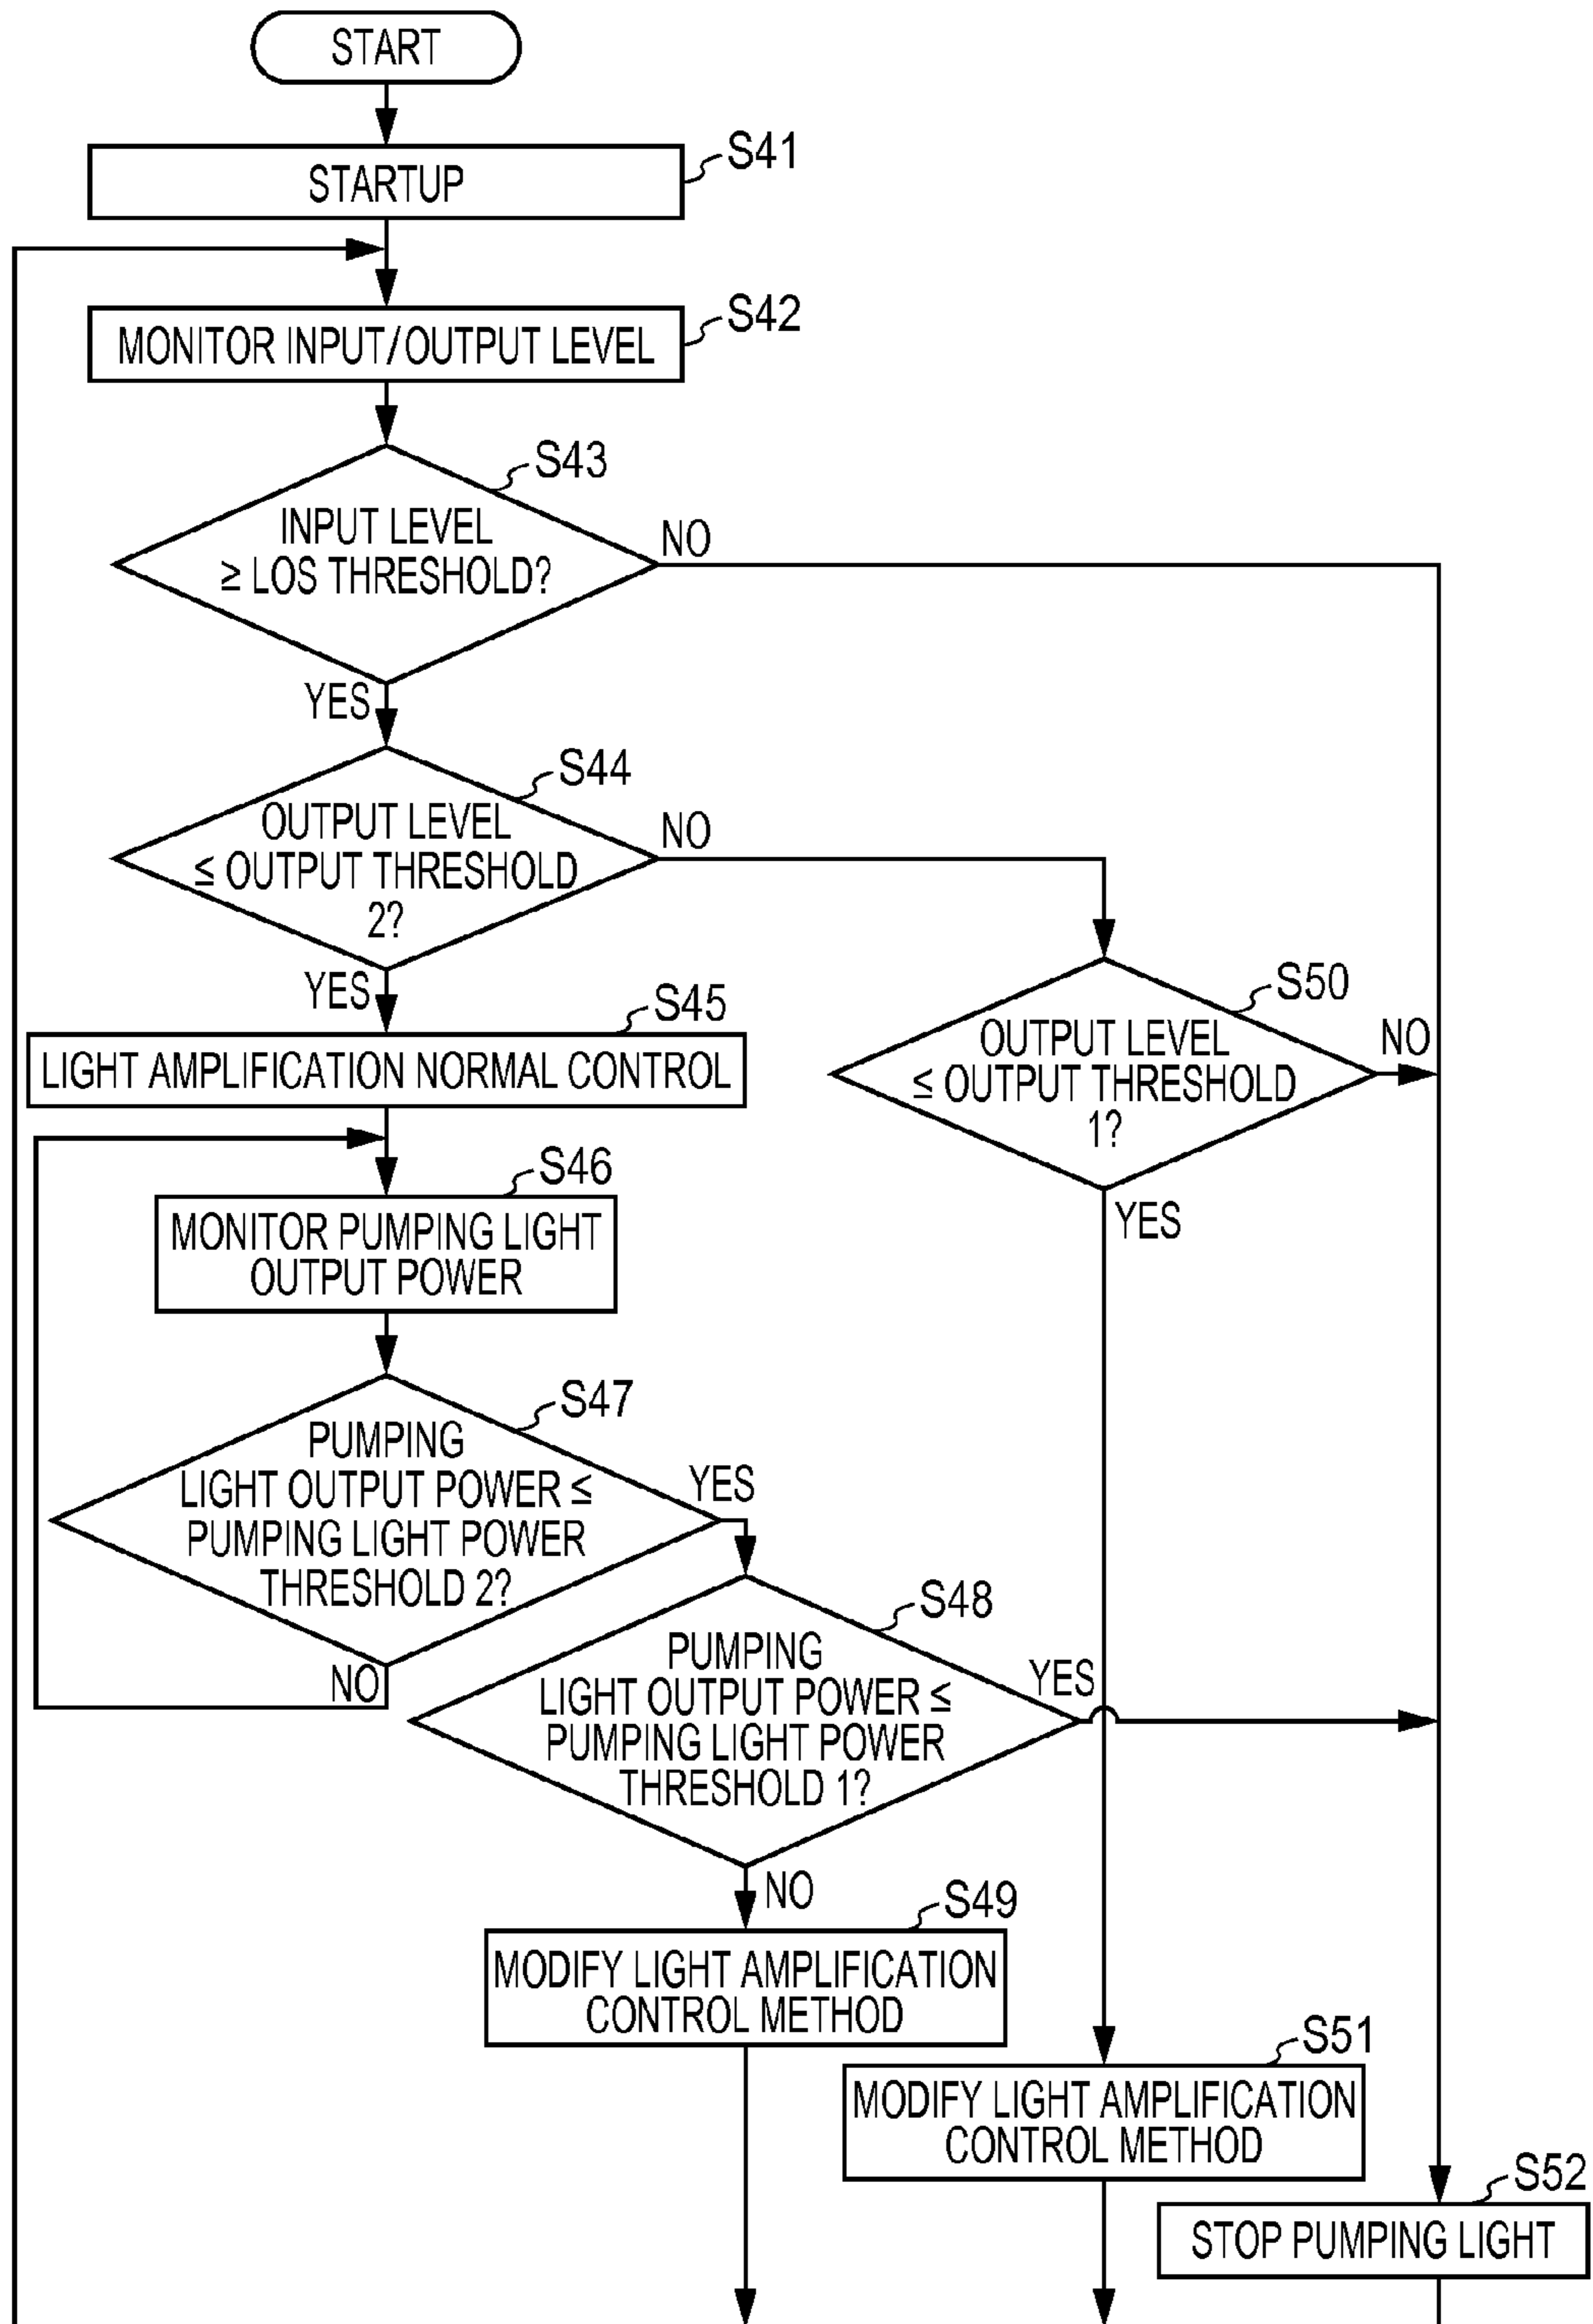 START
S41
STARTUP
S42
MONITOR INPUT/OUTPUT LEVEL
S43
INPUT LEVEL
≥ LOS THRESHOLD?
NO
YES
S44
OUTPUT LEVEL
≤ OUTPUT THRESHOLD
2?
NO
YES
S50
OUTPUT LEVEL
≤ OUTPUT THRESHOLD
1?
NO
YES
S45
LIGHT AMPLIFICATION NORMAL CONTROL
S46
MONITOR PUMPING LIGHT
OUTPUT POWER
S47
PUMPING
LIGHT OUTPUT POWER ≤
PUMPING LIGHT POWER
THRESHOLD 2?
YES
NO
S48
PUMPING
LIGHT OUTPUT POWER ≤
PUMPING LIGHT POWER
THRESHOLD 1?
YES
NO
S49
MODIFY LIGHT AMPLIFICATION
CONTROL METHOD
S51
MODIFY LIGHT AMPLIFICATION
CONTROL METHOD
S52
STOP PUMPING LIGHT